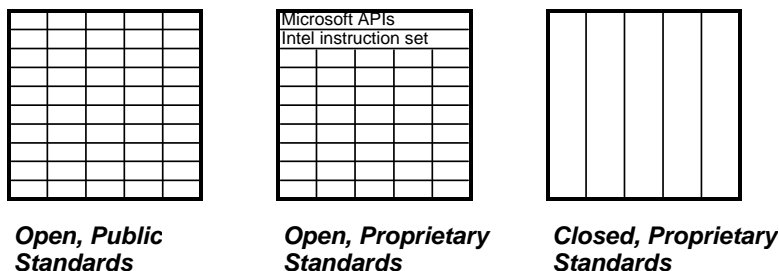 Microsoft APIs
Intel instruction set
Open, Public
Standards
Open, Proprietary
Standards
Closed, Proprietary
Standards